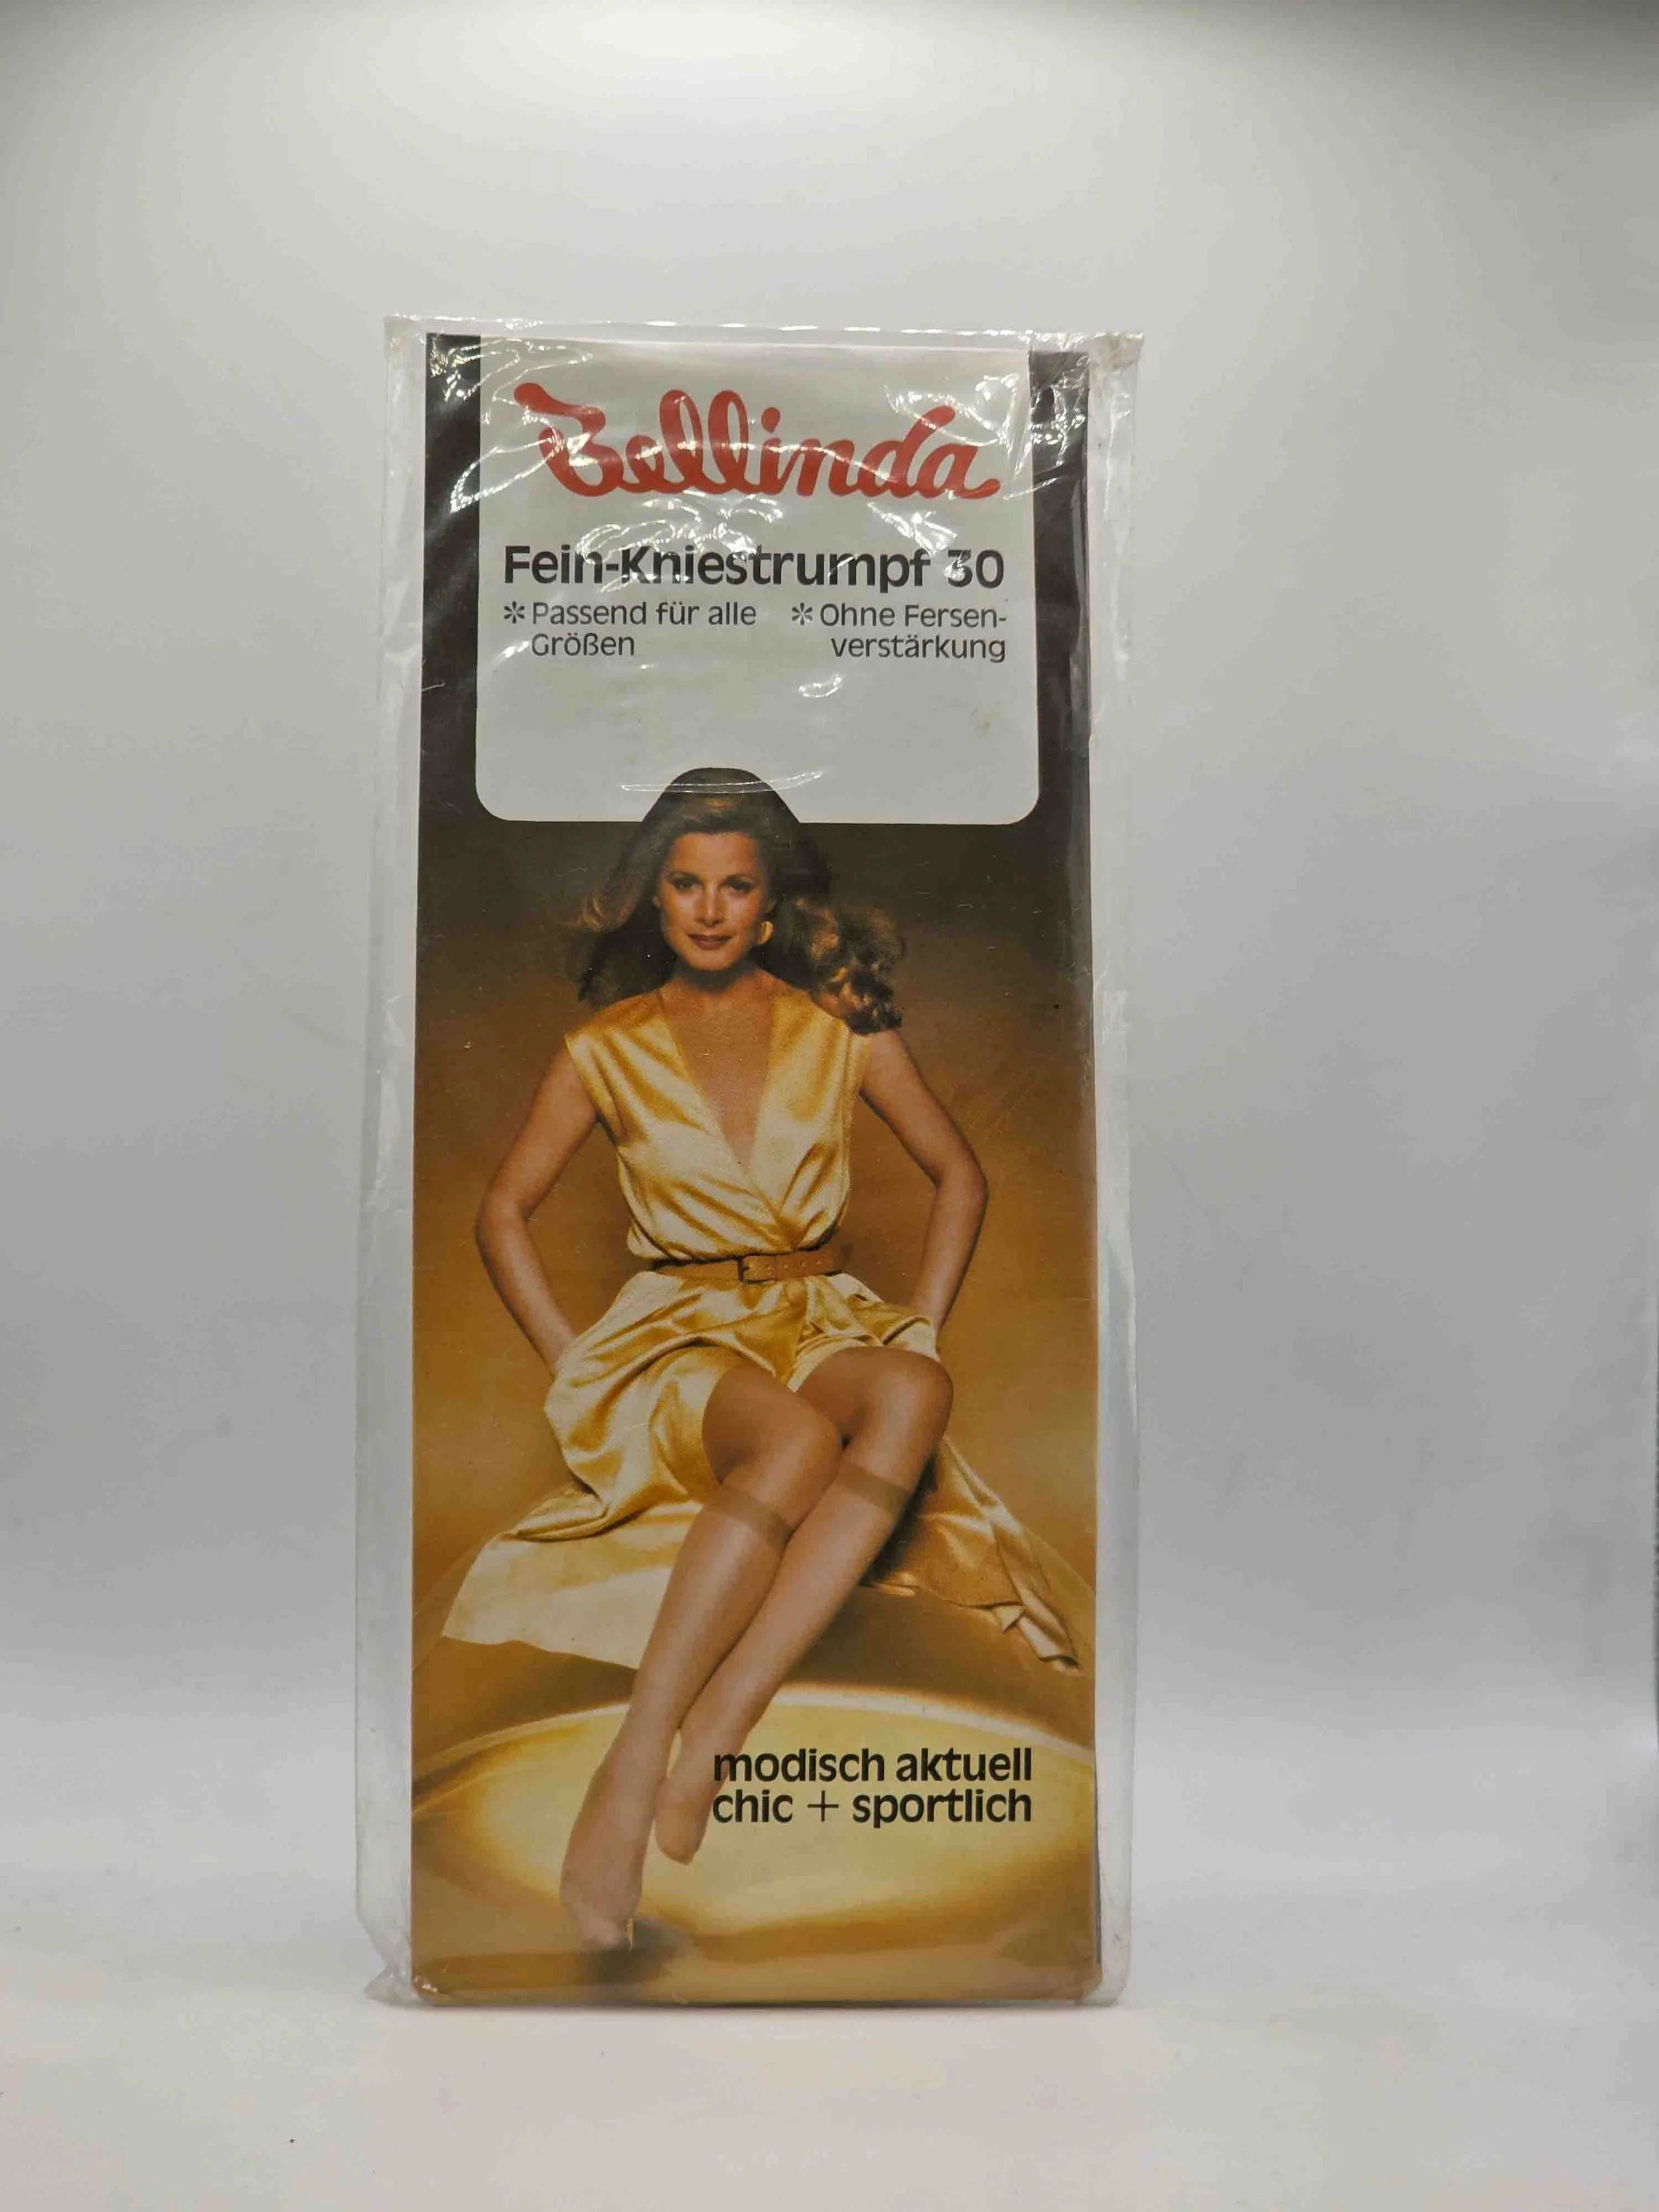 Bellinda
Fein-Kniestrumpf 30
* Passend für alle
Größen
* Ohne Fersen-
verstärkung
modisch aktuell
chic + sportlich